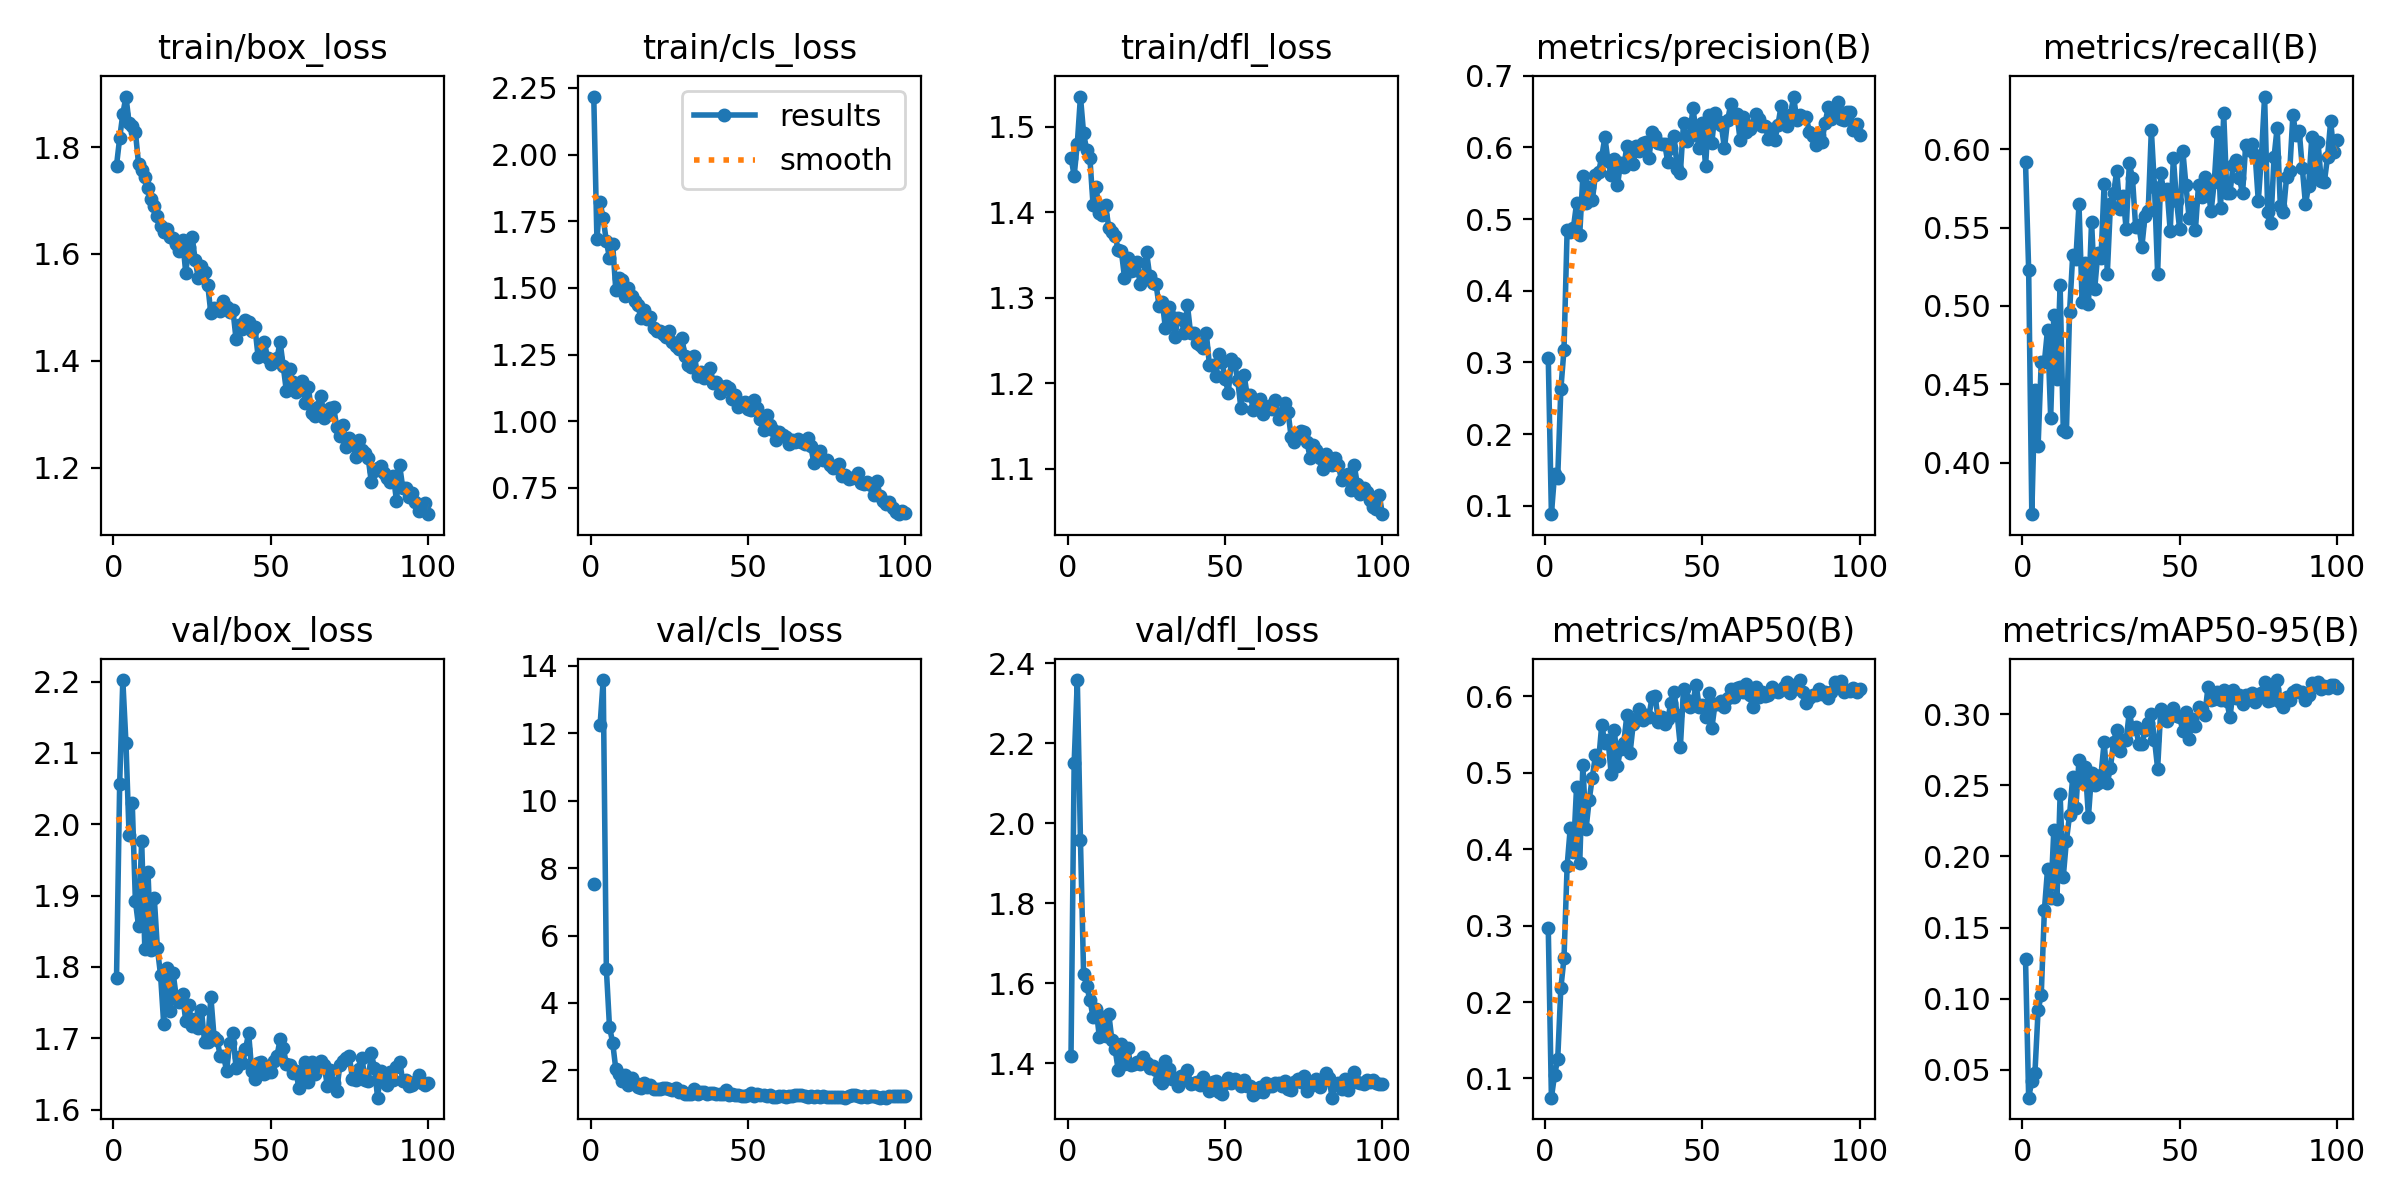 train/box_loss
1.8
1.6
1.4
1.2
0 50 100
train/cls_loss
results
smooth
2.25
2.00
1.75
1.50
1.25
1.00
0.75
0 50 100
train/dfl_loss
1.5
1.4
1.3
1.2
1.1
0 50 100
metrics/precision(B)
0.7
0.6
0.5
0.4
0.3
0.2
0.1
0 50 100
metrics/recall(B)
0.60
0.55
0.50
0.45
0.40
0 50 100
val/box_loss
2.2
2.1
2.0
1.9
1.8
1.7
1.6
0 50 100
val/cls_loss
14
12
10
8
6
4
2
0 50 100
val/dfl_loss
2.4
2.2
2.0
1.8
1.6
1.4
0 50 100
metrics/mAP50(B)
0.6
0.5
0.4
0.3
0.2
0.1
0 50 100
metrics/mAP50-95(B)
0.30
0.25
0.20
0.15
0.10
0.05
0 50 100